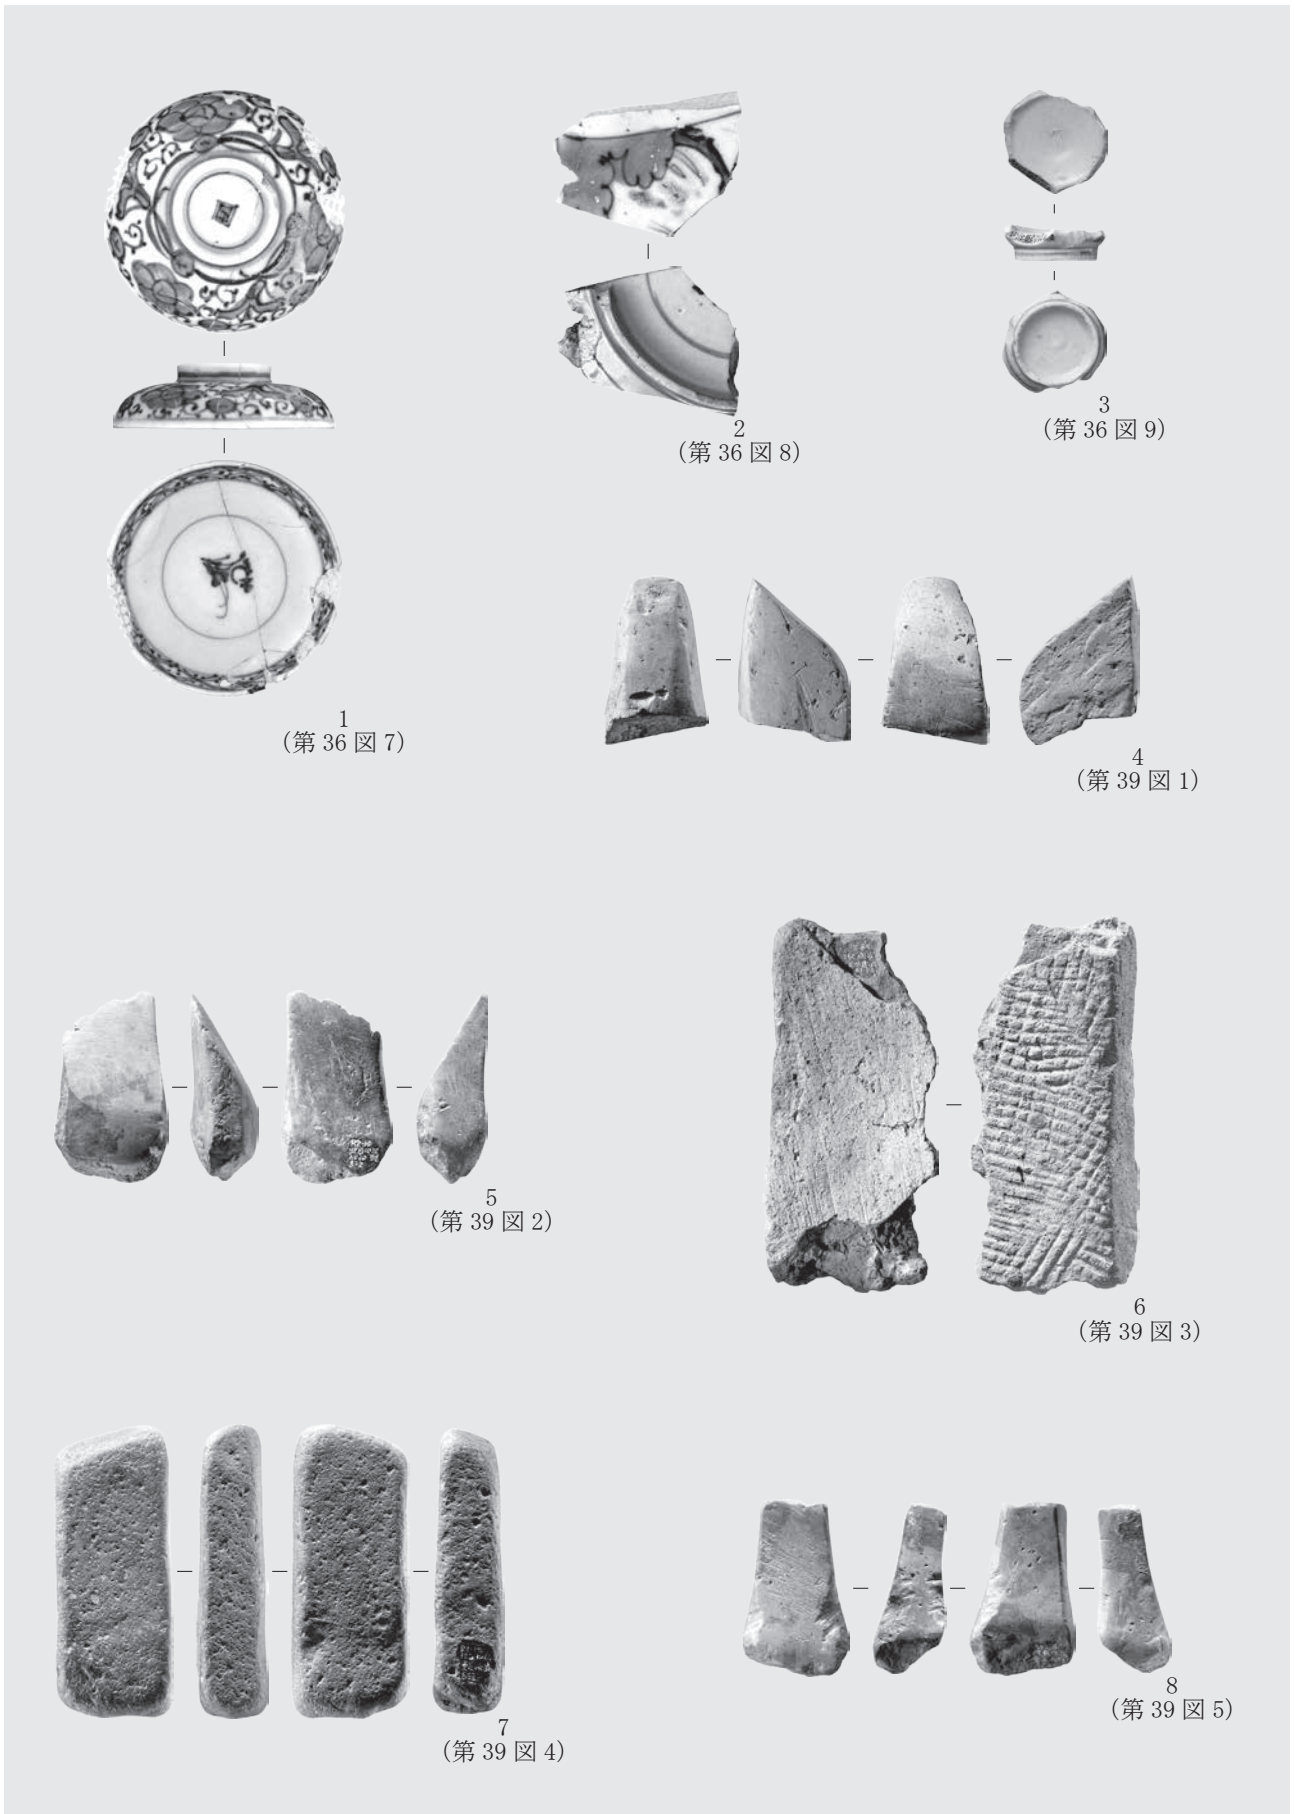 1
（第 36 図 7）
2
（第 36 図 8）
3
（第 36 図 9）
4
（第 39 図 1）
5
（第 39 図 2）
6
（第 39 図 3）
7
（第 39 図 4）
8
（第 39 図 5）